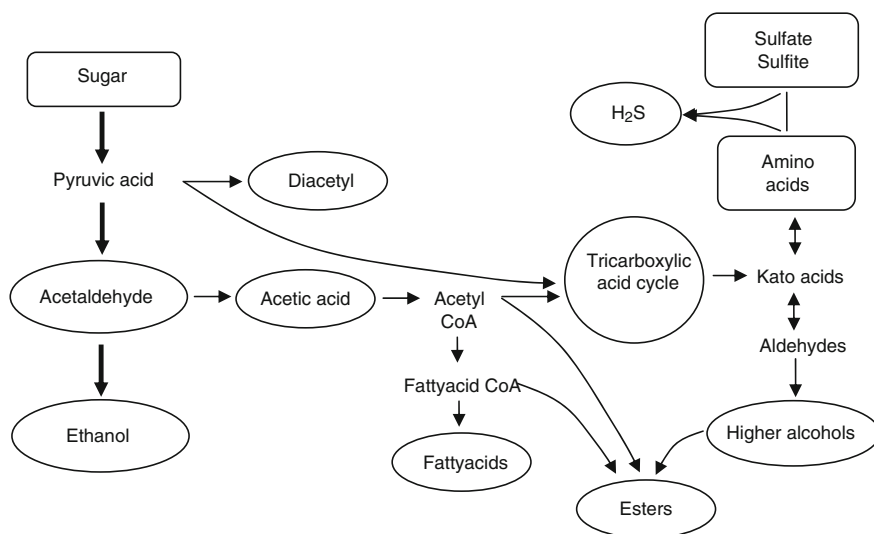 Sulfate
Sulfite
Sugar
H₂S
Pyruvic acid
Diacetyl
Amino
acids
Tricarboxylic
acid cycle
Kato acids
Acetaldehyde
Acetic acid
Acetyl
CoA
Aldehydes
Fattyacid CoA
Ethanol
Higher alcohols
Fattyacids
Esters